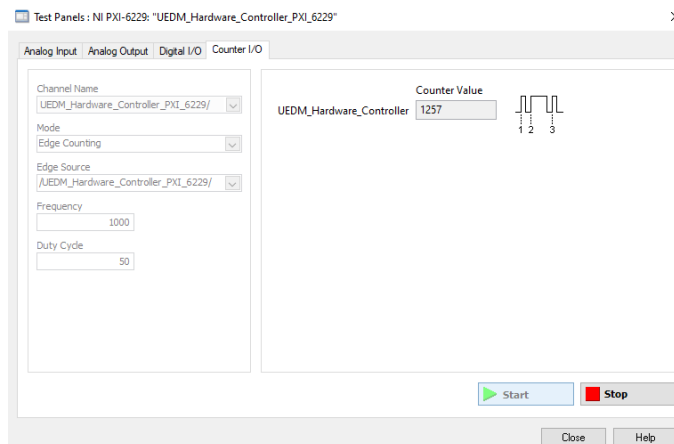 Test Panels : NI PXI-6229: "UEDM_Hardware_Controller_PXI_6229"
Analog Input Analog Output Digital I/O Counter I/O
Channel Name
UEDM_Hardware_Controller_PXI_6229/
Mode
Edge Counting
Edge Source
/UEDM_Hardware_Controller_PXI_6229/
Frequency
1000
Duty Cycle
50
Counter Value
UEDM_Hardware_Controller 1257
1 2 3
Start Stop
Close Help